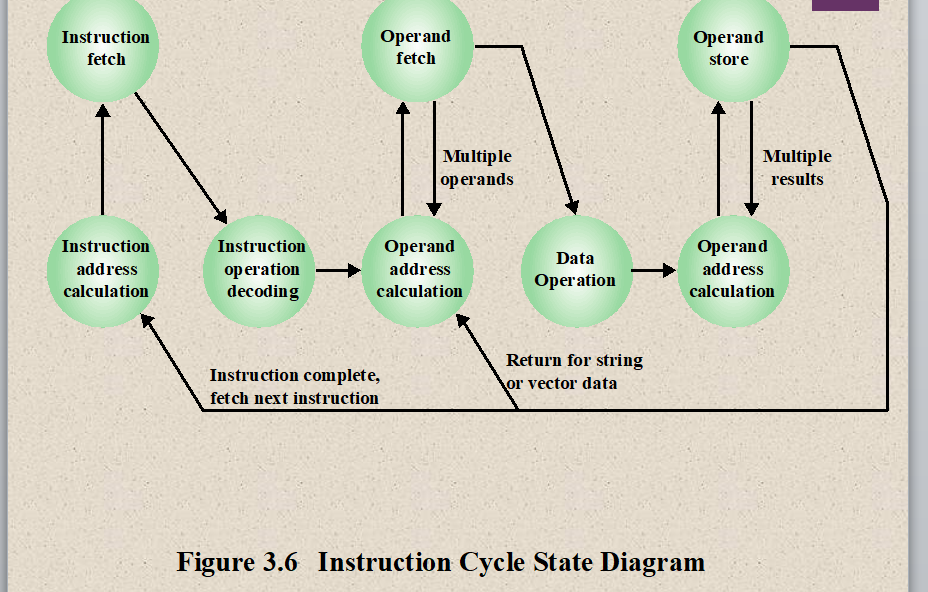 Instruction
fetch
Operand
fetch
Operand
store
Multiple
operands
Multiple
results
Instruction
address
calculation
Instruction
operation
decoding
Operand
address
calculation
Data
Operation
Operand
address
calculation
Instruction complete,
fetch next instruction
Return for string
or vector data
Figure 3.6 Instruction Cycle State Diagram